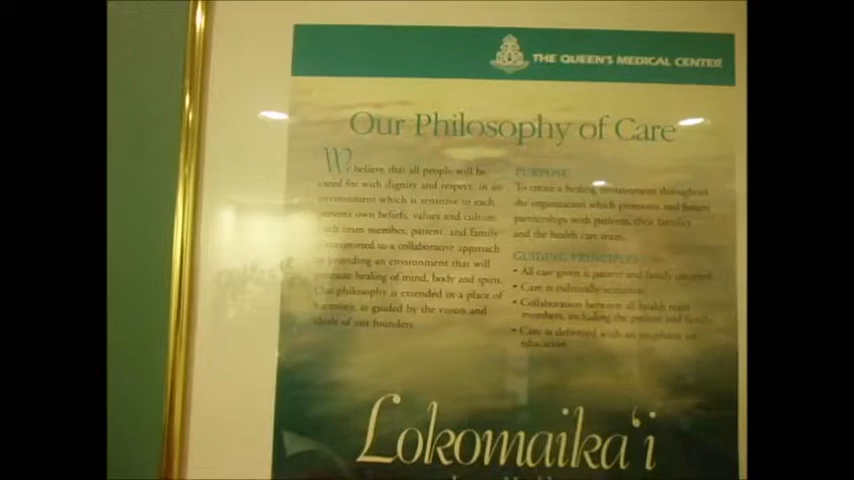 THE QUEEN'S MEDICAL CENTER
Our Philosophy of Care
We believe that all people will be
cared for with dignity and respect, in an
environment which is sensitive to each
person's own beliefs, values and culture.
Each team member, patient, and family
is committed to a collaborative approach
to providing an environment that will
promote healing of mind, body and spirit.
Our philosophy is extended in a place of
harmony, as guided by the vision and
ideals of our founders.
PURPOSE
To create a healing environment throughout
the organization which promotes and fosters
partnerships with patients, their families
and the health care team.
GUIDING PRINCIPLES
• All care given is patient and family centered
• Care is culturally sensitive
• Collaboration between all health team
members, including the patient and family
• Care is delivered with an emphasis on
education
Lokomaika'i